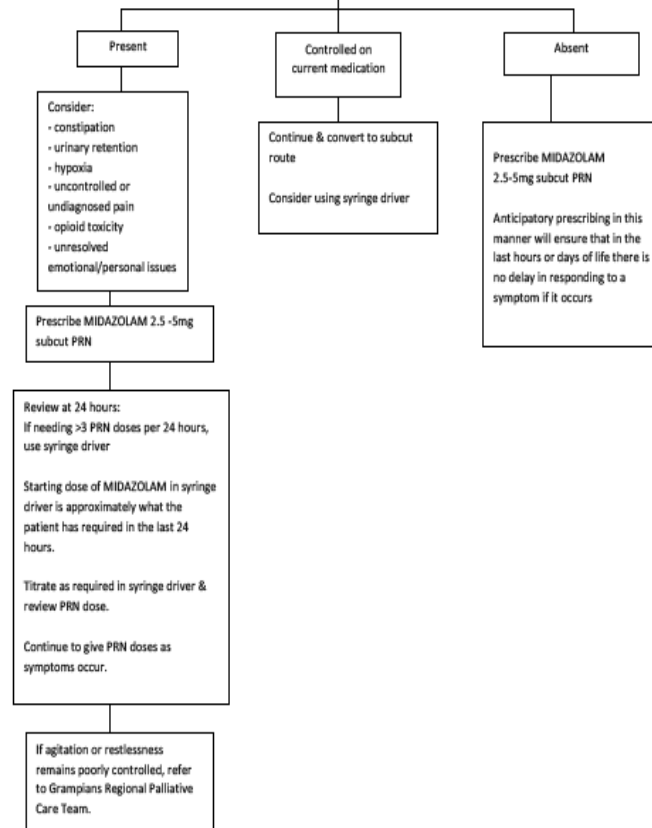 Present
Controlled on
current medication
Absent
Consider:
- constipation
- urinary retention
- hypoxia
- uncontrolled or
undiagnosed pain
- opioid toxicity
- unresolved
emotional/personal issues
Prescribe MIDAZOLAM 2.5 -5mg
subcut PRN
Review at 24 hours:
If needing >3 PRN doses per 24 hours,
use syringe driver
Starting dose of MIDAZOLAM in syringe
driver is approximately what the
patient has required in the last 24
hours.
Titrate as required in syringe driver &
review PRN dose.
Continue to give PRN doses as
symptoms occur.
If agitation or restlessness
remains poorly controlled, refer
to Grampians Regional Palliative
Care Team.
Continue & convert to subcut
route
Consider using syringe driver
Prescribe MIDAZOLAM
2.5-5mg subcut PRN
Anticipatory prescribing in this
manner will ensure that in the
last hours or days of life there is
no delay in responding to a
symptom if it occurs